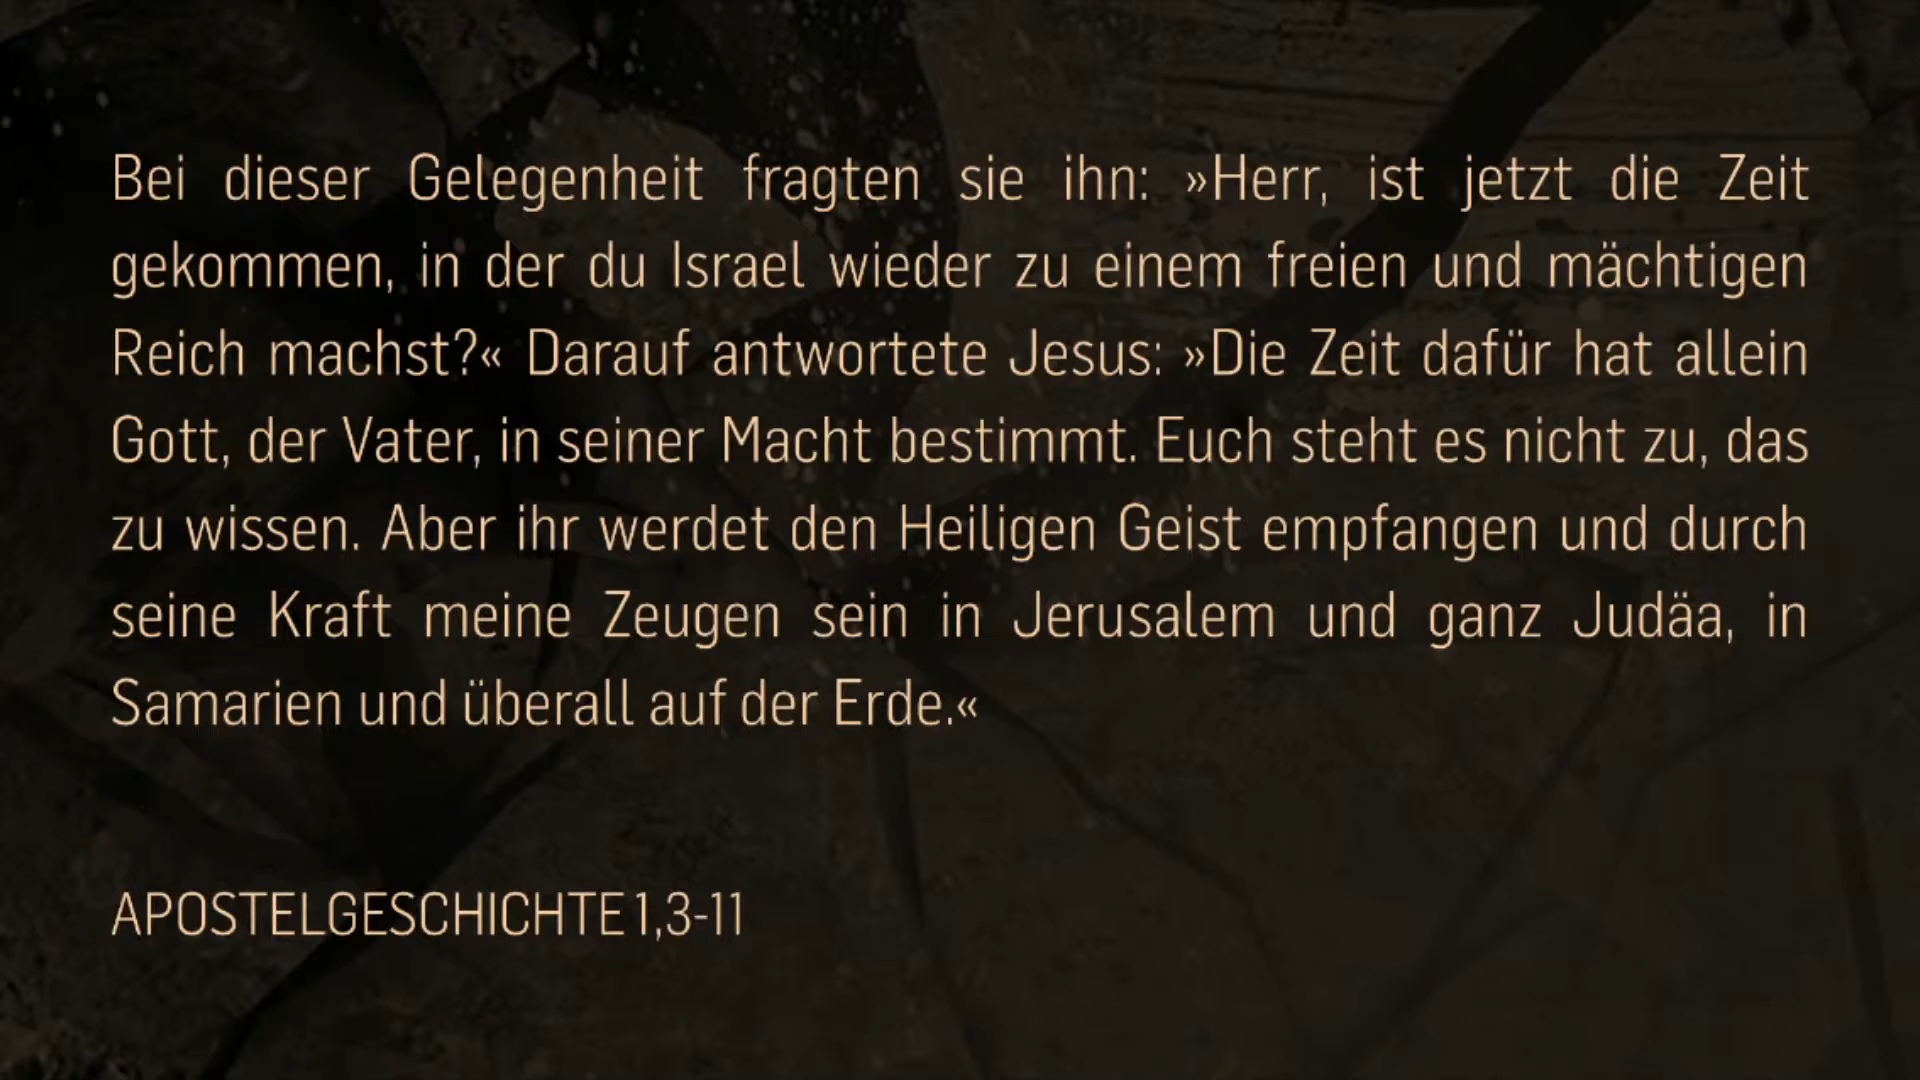 Bei dieser Gelegenheit fragten sie ihn: »Herr, ist jetzt die Zeit
gekommen, in der du Israel wieder zu einem freien und mächtigen
Reich machst?« Darauf antwortete Jesus: »Die Zeit dafür hat allein
Gott, der Vater, in seiner Macht bestimmt. Euch steht es nicht zu, das
zu wissen. Aber ihr werdet den Heiligen Geist empfangen und durch
seine Kraft meine Zeugen sein in Jerusalem und ganz Judäa, in
Samarien und überall auf der Erde.«
APOSTELGESCHICHTE 1,3-11